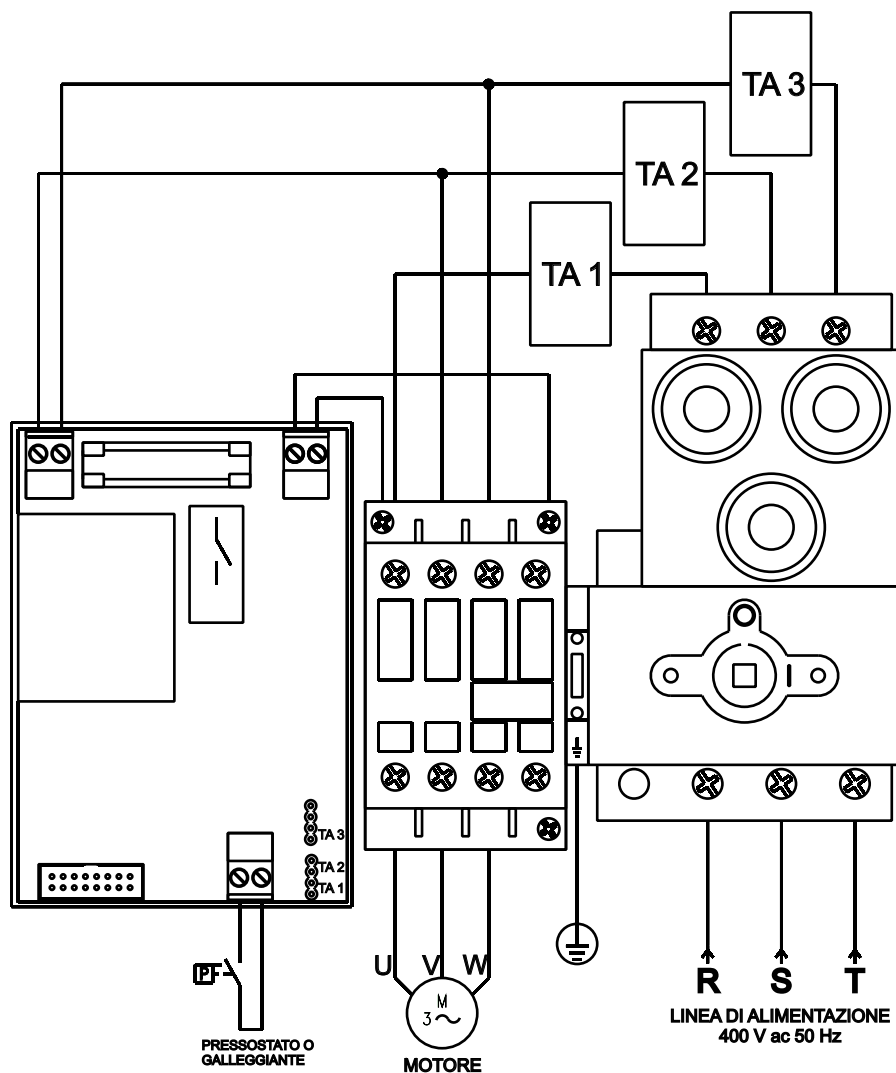 TA 3
TA 2
TA 1
TA 3
TA 2
TA 1
P
U V W
M
3
R S T
LINEA DI ALIMENTAZIONE
400 V ac 50 Hz
PRESSOSTATO O
GALLEGGIANTE
MOTORE